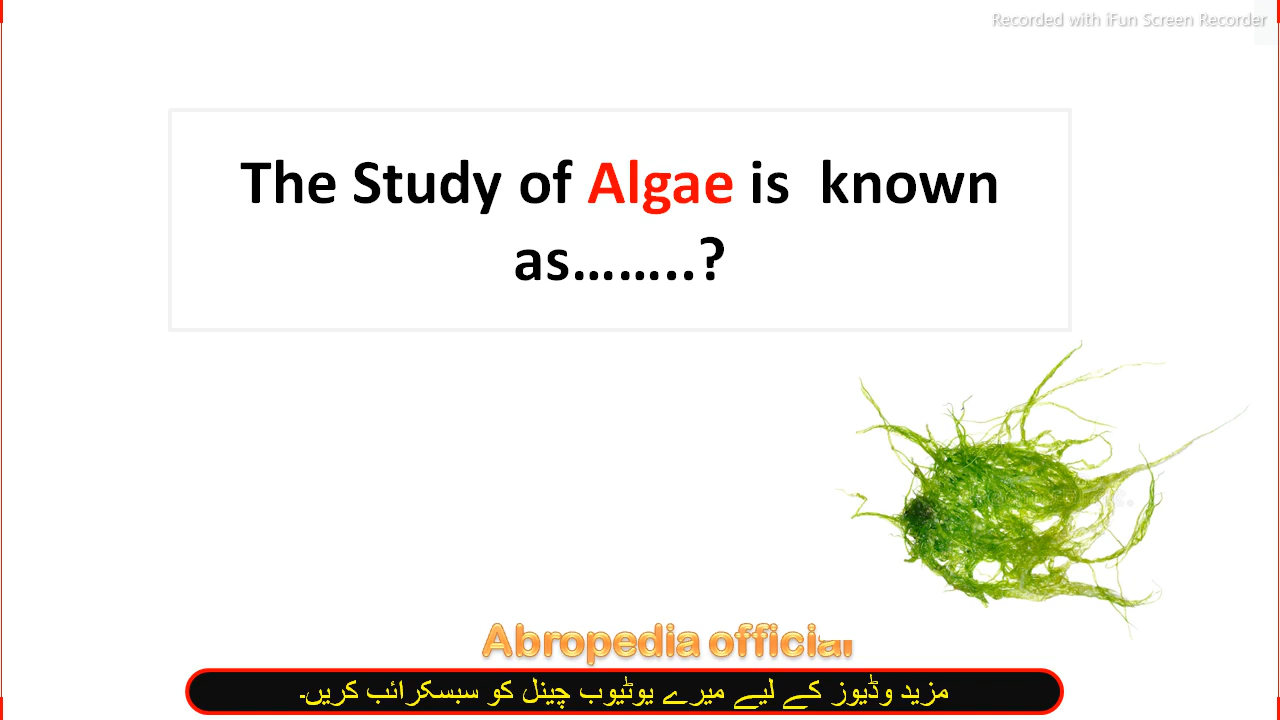 Recorded with iFun Screen Recorder
The Study of Algae is  known
as……..?
Abropedia official
مزید وڈیوز کے لیے میرے یوٹیوب چینل کو سبسکرائب کریں۔